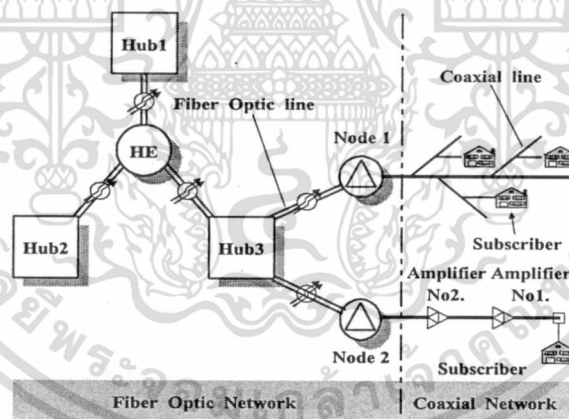 Hub1
Coaxial line
Fiber Optic line
Node 1
HE
Hub2
Hub3
Subscriber
Amplifier Amplifier
No2. No1.
Node 2
Subscriber
Fiber Optic Network
Coaxial Network